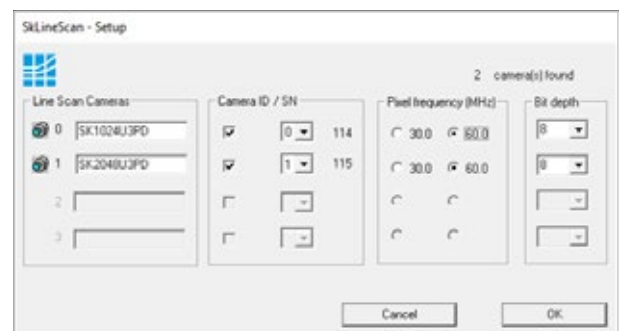 SkLineScan - Setup
2 camera(s) found
Line Scan Cameras Camera ID / SN Pixel frequency (MHz) Bit depth
0 SK1024U3PD 0 114 30.0 60.0 8
1 SK2048U3PD 1 115 30.0 60.0 8
2
3
Cancel OK